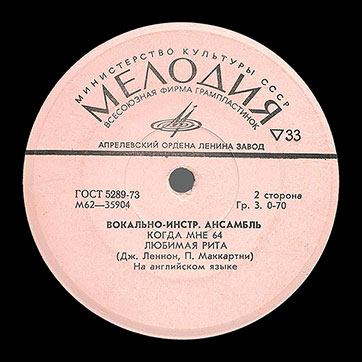 МИНИСТЕРСТВО КУЛЬТУРЫ СССР
МЕЛОДИЯ
ВСЕСОЮЗНАЯ ФИРМА ГРАМПЛАСТИНОК
▽33
АПРЕЛЕВСКИЙ ОРДЕНА ЛЕНИНА ЗАВОД
ГОСТ 5289-73
М62—35904
2 сторона
Гр. 3. 0-70
ВОКАЛЬНО-ИНСТР. АНСАМБЛЬ
КОГДА МНЕ 64
ЛЮБИМАЯ РИТА
(Дж. Леннон, П. Маккартни)
На английском языке